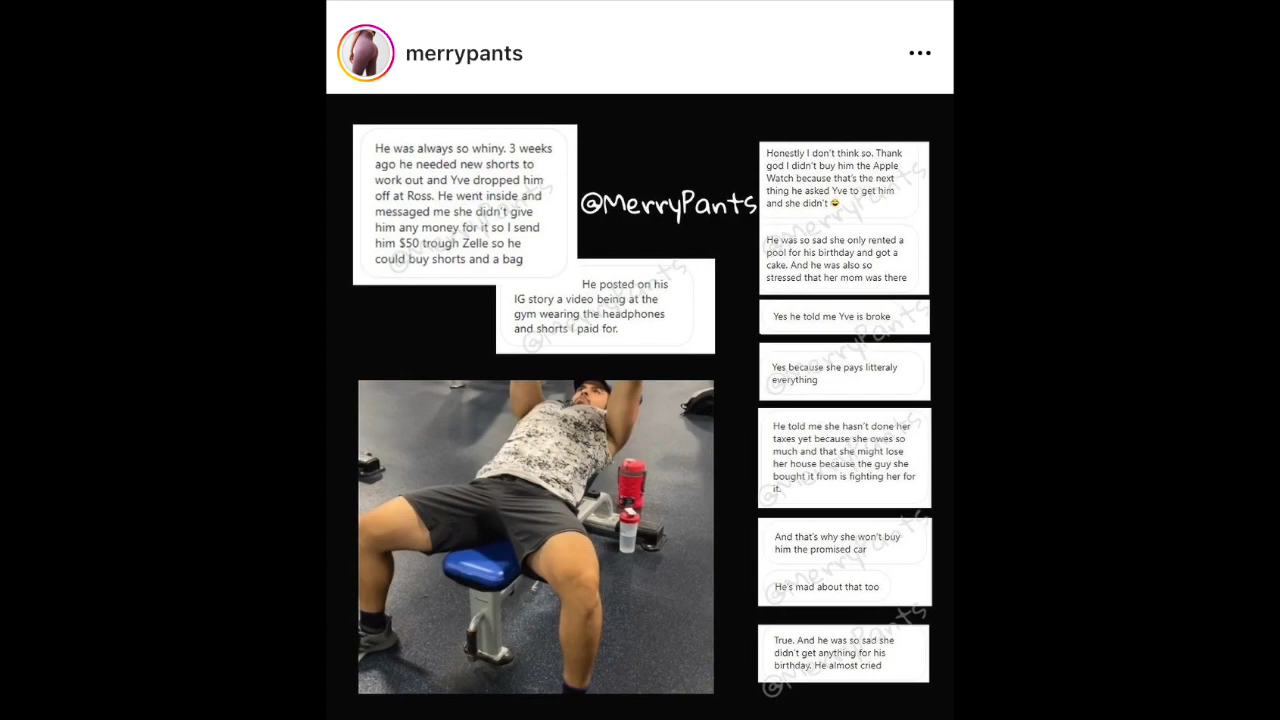 merrypants
He was always so whiny. 3 weeks
ago he needed new shorts to
work out and Yve dropped him
off at Ross. He went inside and
messaged me she didn't give
him any money for it so I send
him $50 trough Zelle so he
could buy shorts and a bag
@MerryPants
@MerryPants
He posted on his
IG story a video being at the
gym wearing the headphones
and shorts I paid for.
@MerryPants
Honestly I don't think so. Thank
god I didn't buy him the Apple
Watch because that's the next
thing he asked Yve to get him
and she didn't 😂
He was so sad she only rented a
pool for his birthday and got a
cake. And he was also so
stressed that her mom was there
@MerryPants
Yes he told me Yve is broke
Yes because she pays litteraly
everything
@MerryPants
He told me she hasn't done her
taxes yet because she owes so
much and that she might lose
her house because the guy she
bought it from is fighting her for
it.
@MerryPants
And that's why she won't buy
him the promised car
He's mad about that too
@MerryPants
True. And he was so sad she
didn't get anything for his
birthday. He almost cried
@MerryPants